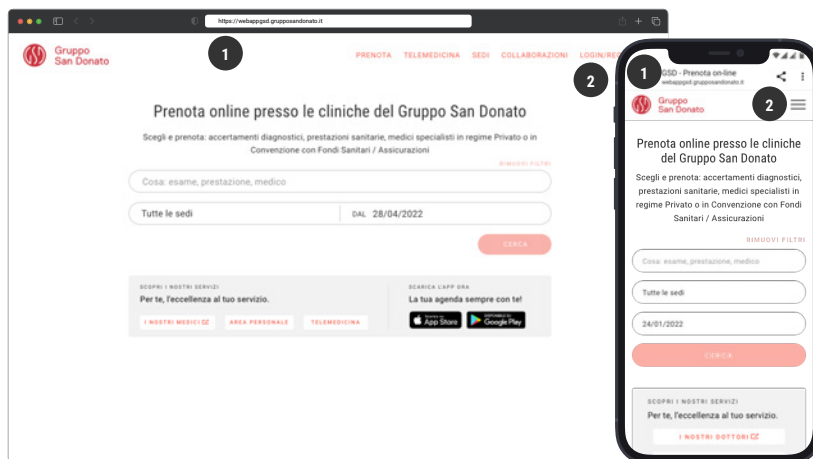 https://webappgsd.grupposandonato.it
1
Gruppo
San Donato
PRENOTA TELEMEDICINA SEDI COLLABORAZIONI LOGIN/RE
2
Prenota online presso le cliniche del Gruppo San Donato
Scegli e prenota: accertamenti diagnostici, prestazioni sanitarie, medici specialisti in regime Privato o in
Convenzione con Fondi Sanitari / Assicurazioni
RIMUOVI FILTRI
Cosa: esame, prestazione, medico
Tutte le sedi
DAL 28/04/2022
CERCA
SCOPRI I NOSTRI SERVIZI
Per te, l'eccellenza al tuo servizio.
I NOSTRI MEDICI AREA PERSONALE TELEMEDICINA
SCARICA L'APP ORA
La tua agenda sempre con te!
App Store
DISPONIBILE SU
Google Play
1
GSD - Prenota on-line
webappgsd.grupposandonato.it
Gruppo
San Donato
2
Prenota online presso le cliniche
del Gruppo San Donato
Scegli e prenota: accertamenti diagnostici,
prestazioni sanitarie, medici specialisti in
regime Privato o in Convenzione con Fondi
Sanitari / Assicurazioni
RIMUOVI FILTRI
Cosa: esame, prestazione, medico
Tutte le sedi
24/01/2022
CERCA
SCOPRI I NOSTRI SERVIZI
Per te, l'eccellenza al tuo servizio.
I NOSTRI DOTTORI